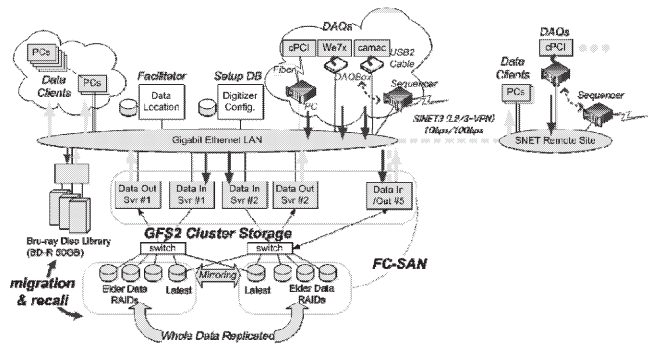 DAQs
cPCI
We7x
camac
USB2
Cable
Fiber
DAQBox
PC
Sequencer
PCs
PCs
Data
Clients
Facilitator
Data
Location
Setup DB
Digitizer
Config.
DAQs
cPCI
Data
Clients
PCs
Sequencer
SINET3 (L2/3-VPN)
1Gbps/10Gbps
Gigabit Ethernet LAN
SNET Remote Site
Data Out
Svr #1
Data In
Svr #1
Data In
Svr #2
Data Out
Svr #2
Data In
/Out #5
Blu-ray Disc Library
(BD-R 50GB)
GFS2 Cluster Storage
switch
switch
FC-SAN
migration
& recall
Mirroring
Elder Data
RAIDs
Latest
Latest
Elder Data
RAIDs
Whole Data Replicated